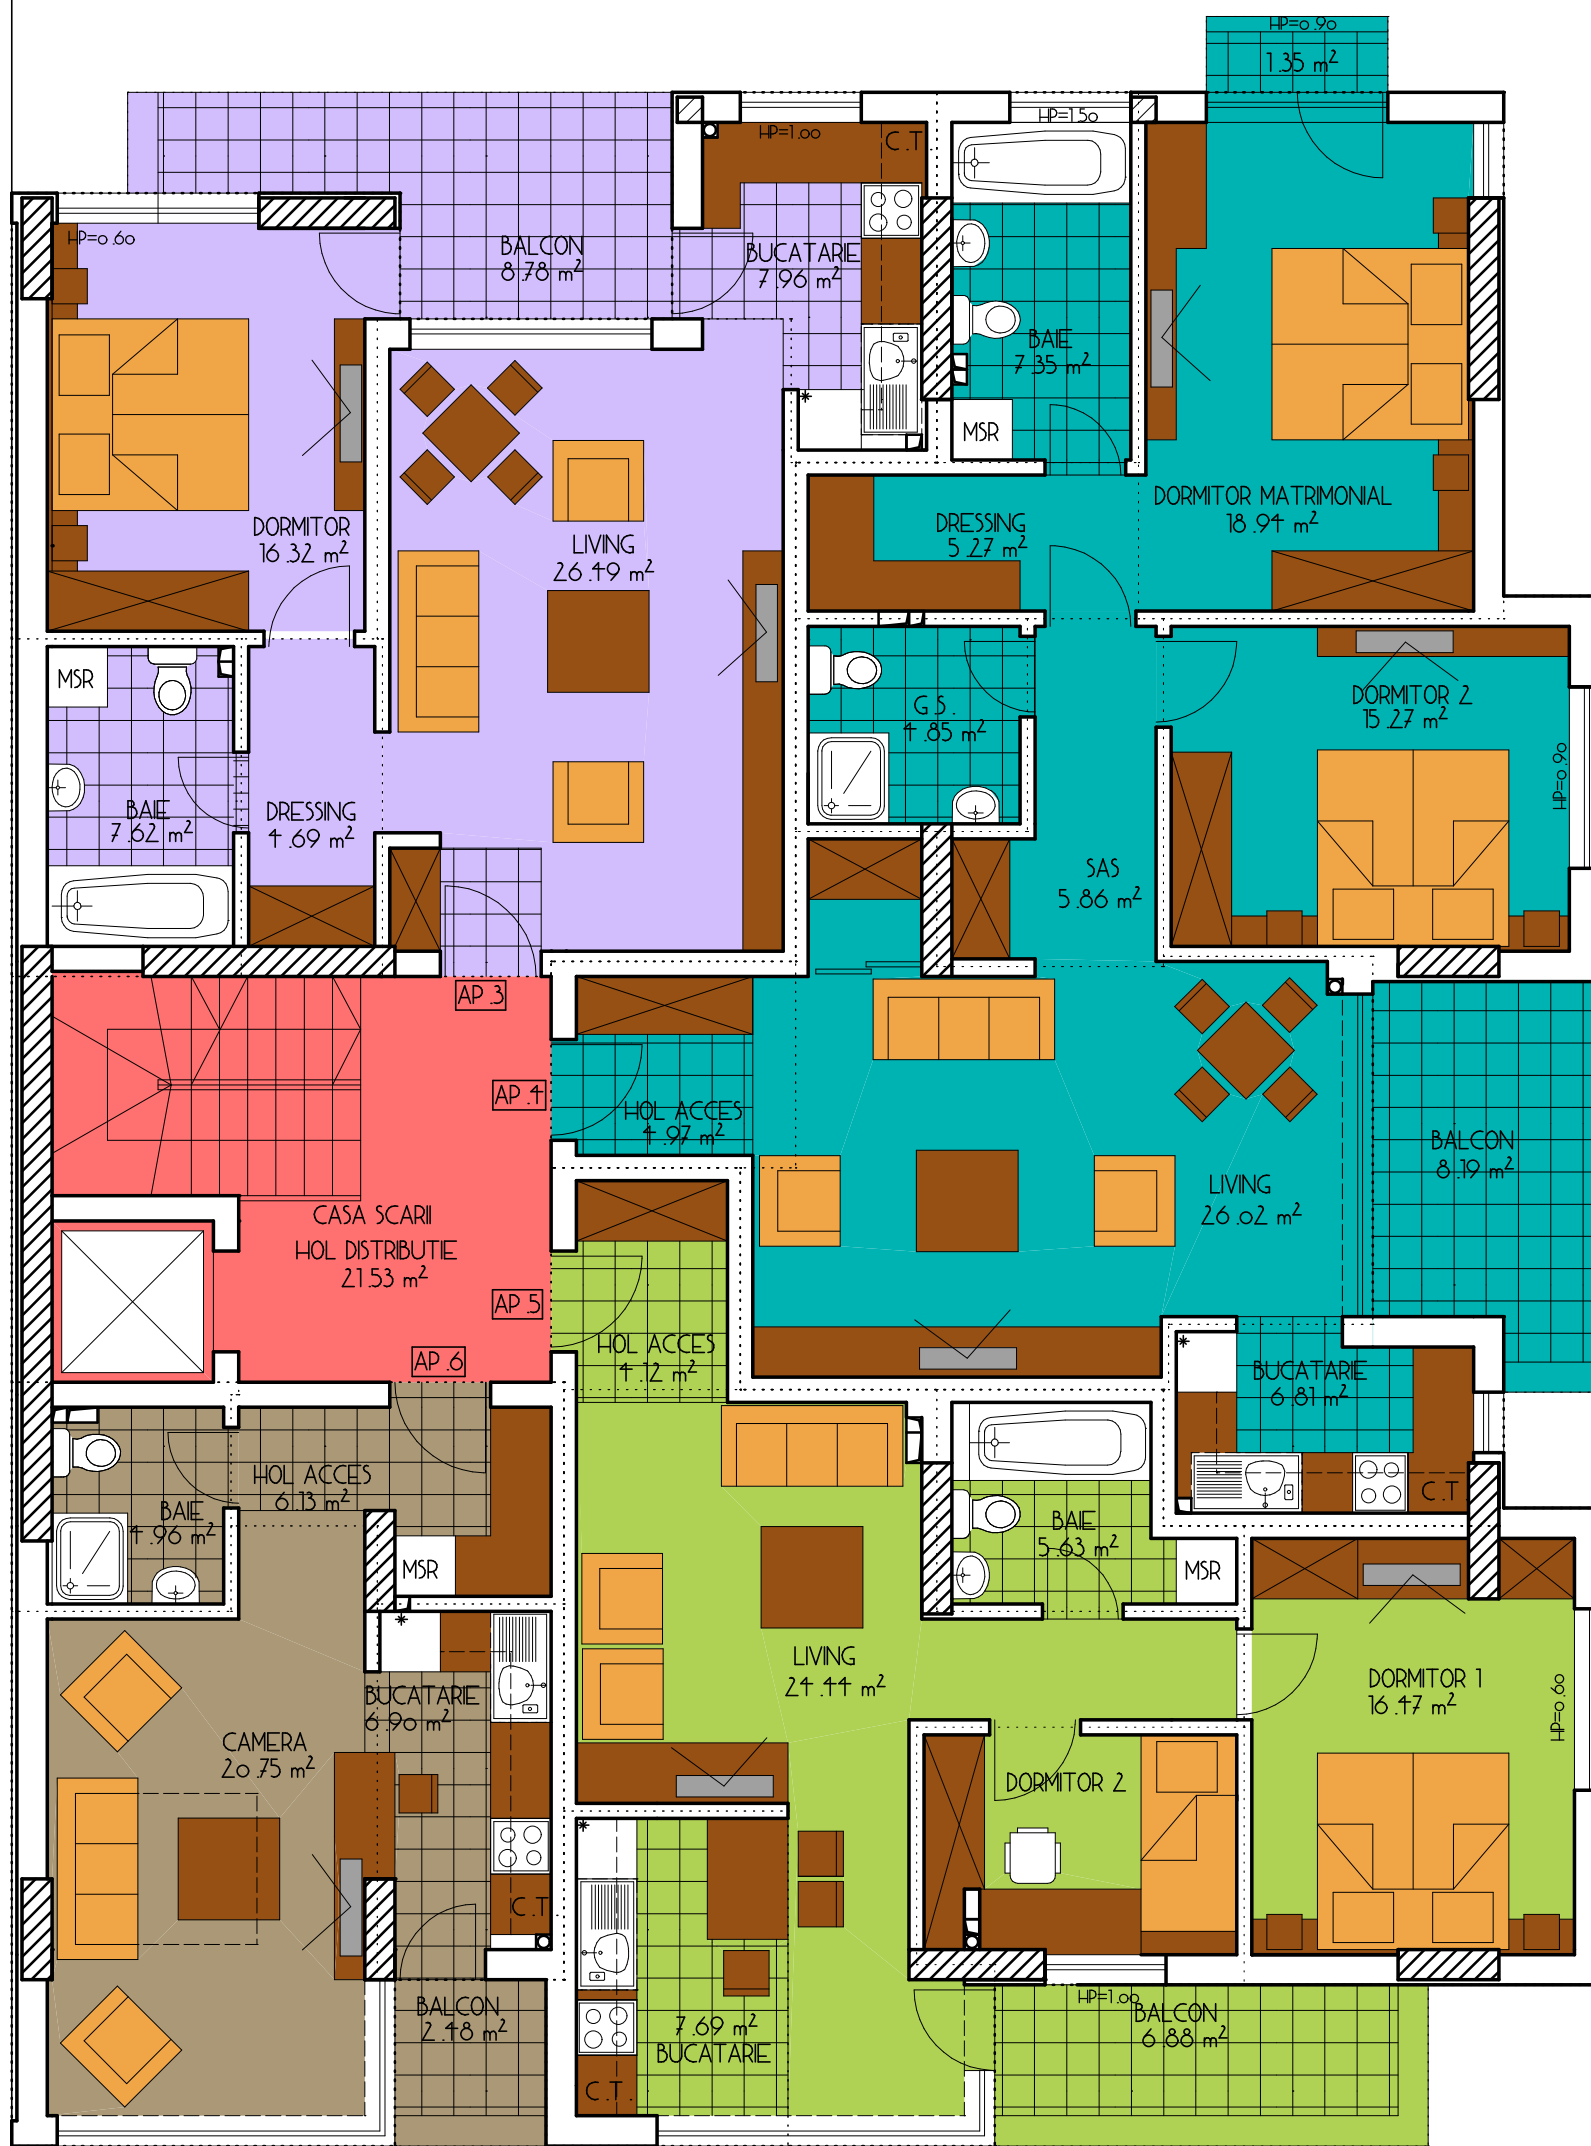 HP=0.90
1.35 m²
HP=1.00
C.T.
HP=1.50
HP=0.60
BALCON
8.78 m²
BUCATARIE
7.96 m²
BAIE
7.35 m²
MSR
DORMITOR
16.32 m²
LIVING
26.49 m²
DRESSING
5.27 m²
DORMITOR MATRIMONIAL
18.94 m²
MSR
BAIE
7.62 m²
DRESSING
4.69 m²
G.S.
4.85 m²
DORMITOR 2
15.27 m²
HP=0.90
SAS
5.86 m²
AP.3
AP.4
HOL ACCES
4.97 m²
BALCON
8.19 m²
LIVING
26.02 m²
CASA SCARII
HOL DISTRIBUTIE
21.53 m²
AP.5
AP.6
HOL ACCES
4.12 m²
BUCATARIE
6.81 m²
C.T.
HOL ACCES
6.13 m²
BAIE
4.96 m²
MSR
BAIE
5.63 m²
MSR
BUCATARIE
6.90 m²
CAMERA
20.75 m²
LIVING
24.44 m²
DORMITOR 1
16.47 m²
HP=0.60
DORMITOR 2
C.T.
BALCON
2.48 m²
7.69 m²
BUCATARIE
C.T.
HP=1.00
BALCON
6.88 m²